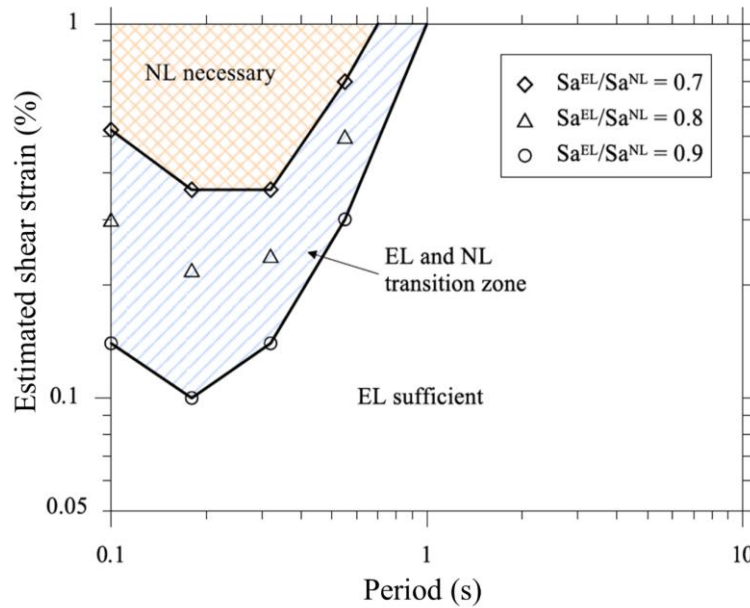 1
NL necessary
Sa^EL/Sa^NL = 0.7
Sa^EL/Sa^NL = 0.8
Sa^EL/Sa^NL = 0.9
Estimated shear strain (%)
EL and NL
transition zone
0.1
EL sufficient
0.05
0.1
1
10
Period (s)